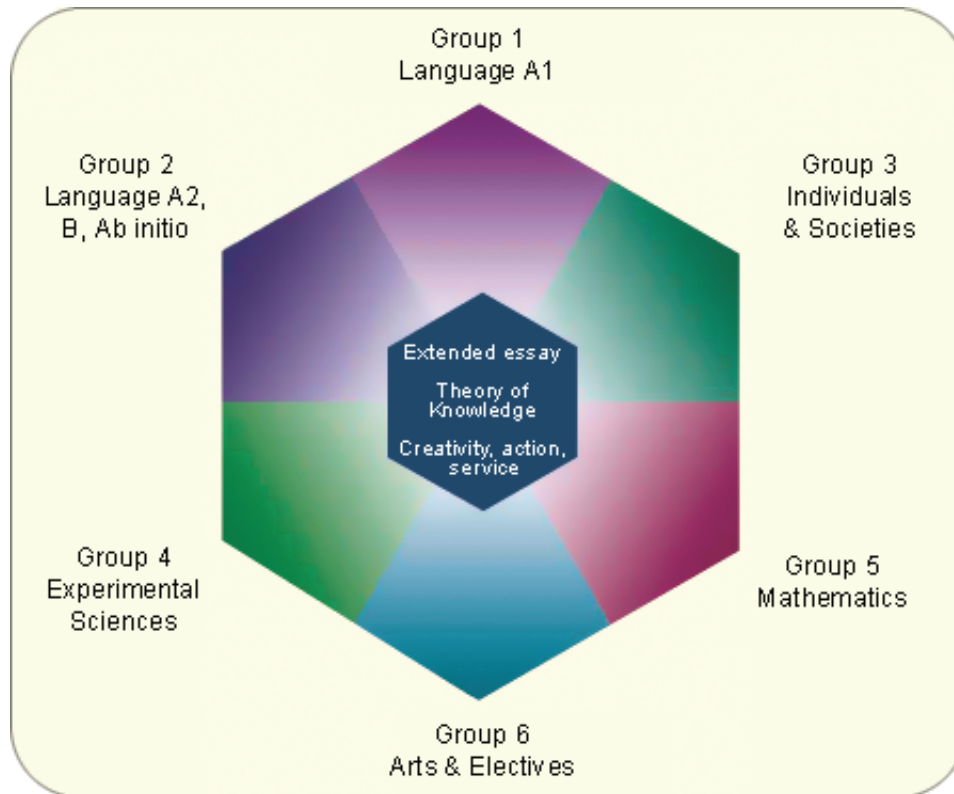 Group 1
Language A1
Group 2
Language A2,
B, Ab initio
Group 3
Individuals
& Societies
Extended essay
Theory of
Knowledge
Creativity, action,
service
Group 4
Experimental
Sciences
Group 5
Mathematics
Group 6
Arts & Electives